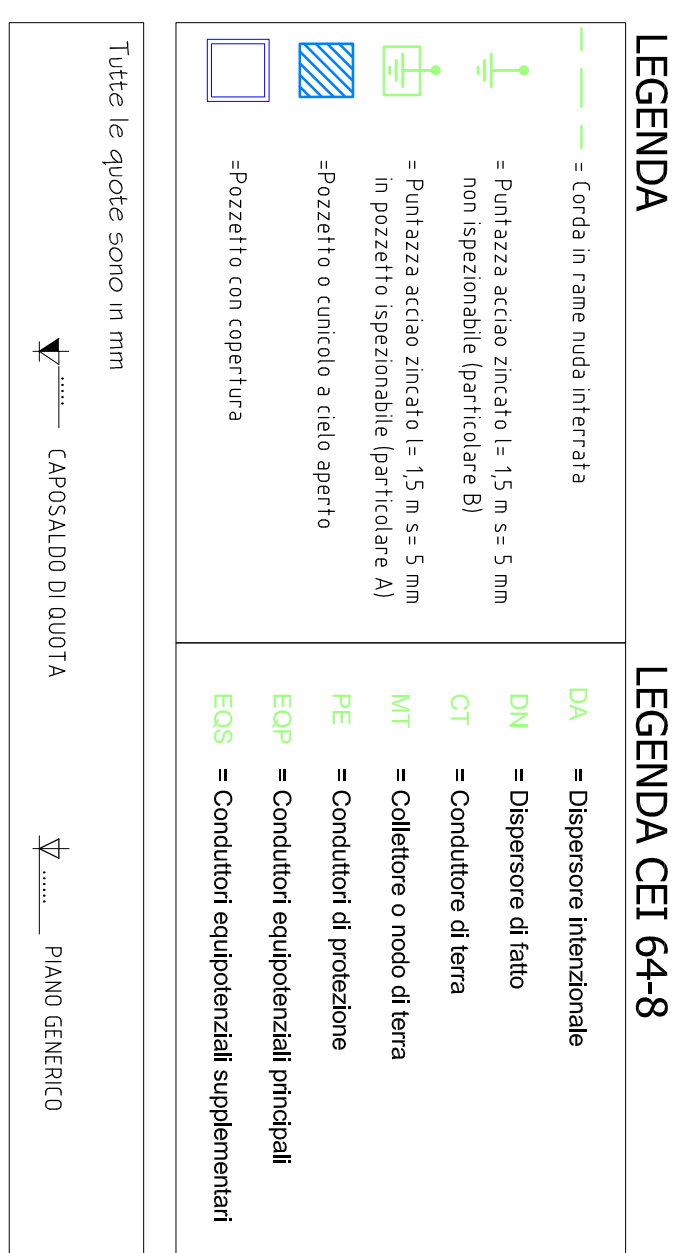 LEGENDA
= Corda in rame nuda interrata
= Puntazza acciao zincato l= 1,5 m s= 5 mm
non ispezionabile (particolare B)
= Puntazza acciao zincato l= 1,5 m s= 5 mm
in pozzetto ispezionabile (particolare A)
=Pozzetto o cunicolo a cielo aperto
=Pozzetto con copertura
LEGENDA CEI 64-8
DA = Dispersore intenzionale
DN = Dispersore di fatto
CT = Conduttore di terra
MT = Collettore o nodo di terra
PE = Conduttori di protezione
EQP = Conduttori equipotenziali principali
EQS = Conduttori equipotenziali supplementari
Tutte le quote sono in mm
..... CAPOSALDO DI QUOTA
...... PIANO GENERICO